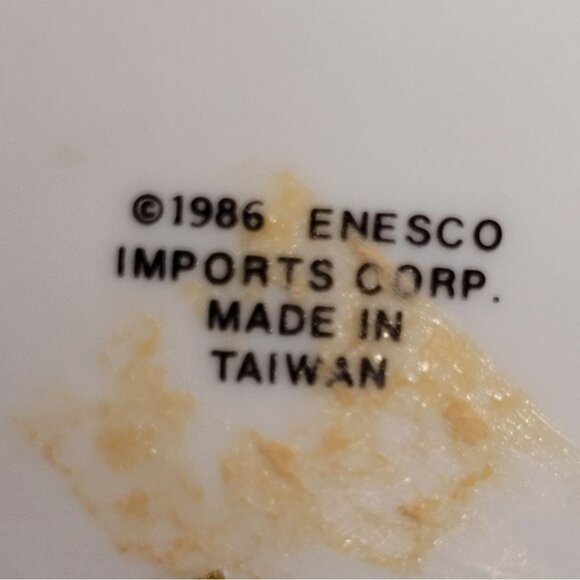 ©1986 ENESCO
IMPORTS CORP.
MADE IN
TAIWAN